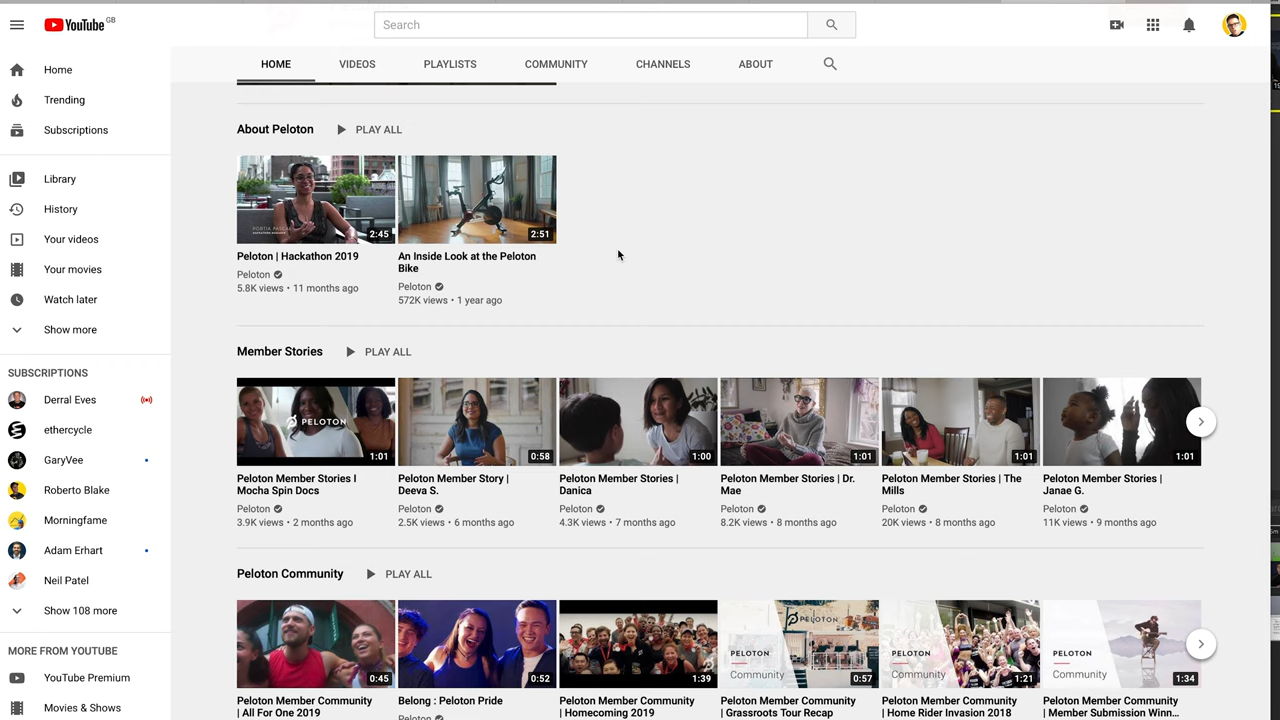 YouTube GB
Search
HOME VIDEOS PLAYLISTS COMMUNITY CHANNELS ABOUT
Home
Trending
Subscriptions
Library
History
Your videos
Your movies
Watch later
Show more
SUBSCRIPTIONS
Derral Eves
ethercycle
GaryVee
Roberto Blake
Morningfame
Adam Erhart
Neil Patel
Show 108 more
MORE FROM YOUTUBE
YouTube Premium
Movies & Shows
About Peloton PLAY ALL
2:45
Peloton | Hackathon 2019
Peloton
5.8K views • 11 months ago
2:51
An Inside Look at the Peloton
Bike
Peloton
572K views • 1 year ago
Member Stories PLAY ALL
PELOTON
1:01
Peloton Member Stories I
Mocha Spin Docs
Peloton
3.9K views • 2 months ago
0:58
Peloton Member Story |
Deeva S.
Peloton
2.5K views • 6 months ago
1:00
Peloton Member Stories |
Danica
Peloton
4.3K views • 7 months ago
1:01
Peloton Member Stories | Dr.
Mae
Peloton
8.2K views • 8 months ago
1:01
Peloton Member Stories | The
Mills
Peloton
20K views • 8 months ago
1:01
Peloton Member Stories |
Janae G.
Peloton
11K views • 9 months ago
Peloton Community PLAY ALL
0:45
Peloton Member Community
| All For One 2019
0:52
Belong : Peloton Pride
Peloton
1:39
Peloton Member Community
| Homecoming 2019
PELOTON
PELOTON
Community
0:57
Peloton Member Community
| Grassroots Tour Recap
PELOTON
Community
1:21
Peloton Member Community
| Home Rider Invasion 2018
PELOTON
Community
1:34
Peloton Member Community
| Member Submission Winn...